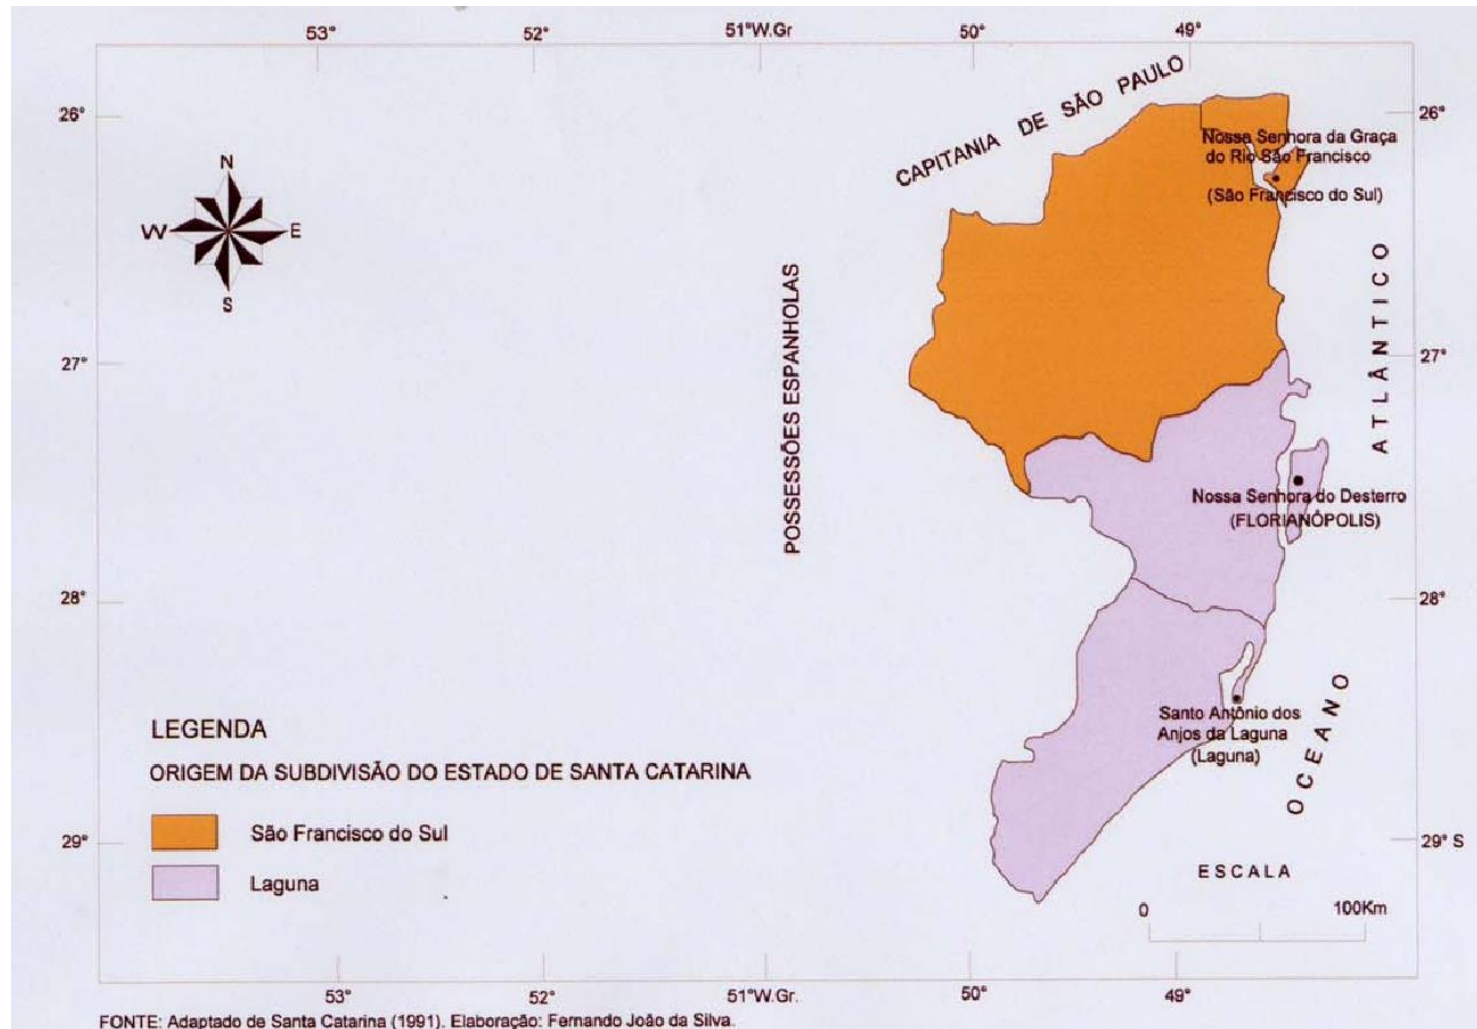 53° 52° 51°W.Gr 50° 49°
CAPITANIA DE SÃO PAULO
26° 26°
Nossa Senhora da Graça
do Rio São Francisco
(São Francisco do Sul)
N
W E
S
POSSESSÕES ESPANHOLAS
ATLÂNTICO
27° 27°
Nossa Senhora do Desterro
(FLORIANÓPOLIS)
28° 28°
Santo Antônio dos
Anjos da Laguna
(Laguna)
OCEANO
LEGENDA
ORIGEM DA SUBDIVISÃO DO ESTADO DE SANTA CATARINA
São Francisco do Sul
Laguna
29° 29° S
ESCALA
0 100Km
53° 52° 51°W.Gr. 50° 49°
FONTE: Adaptado de Santa Catarina (1991). Elaboração: Fernando João da Silva.